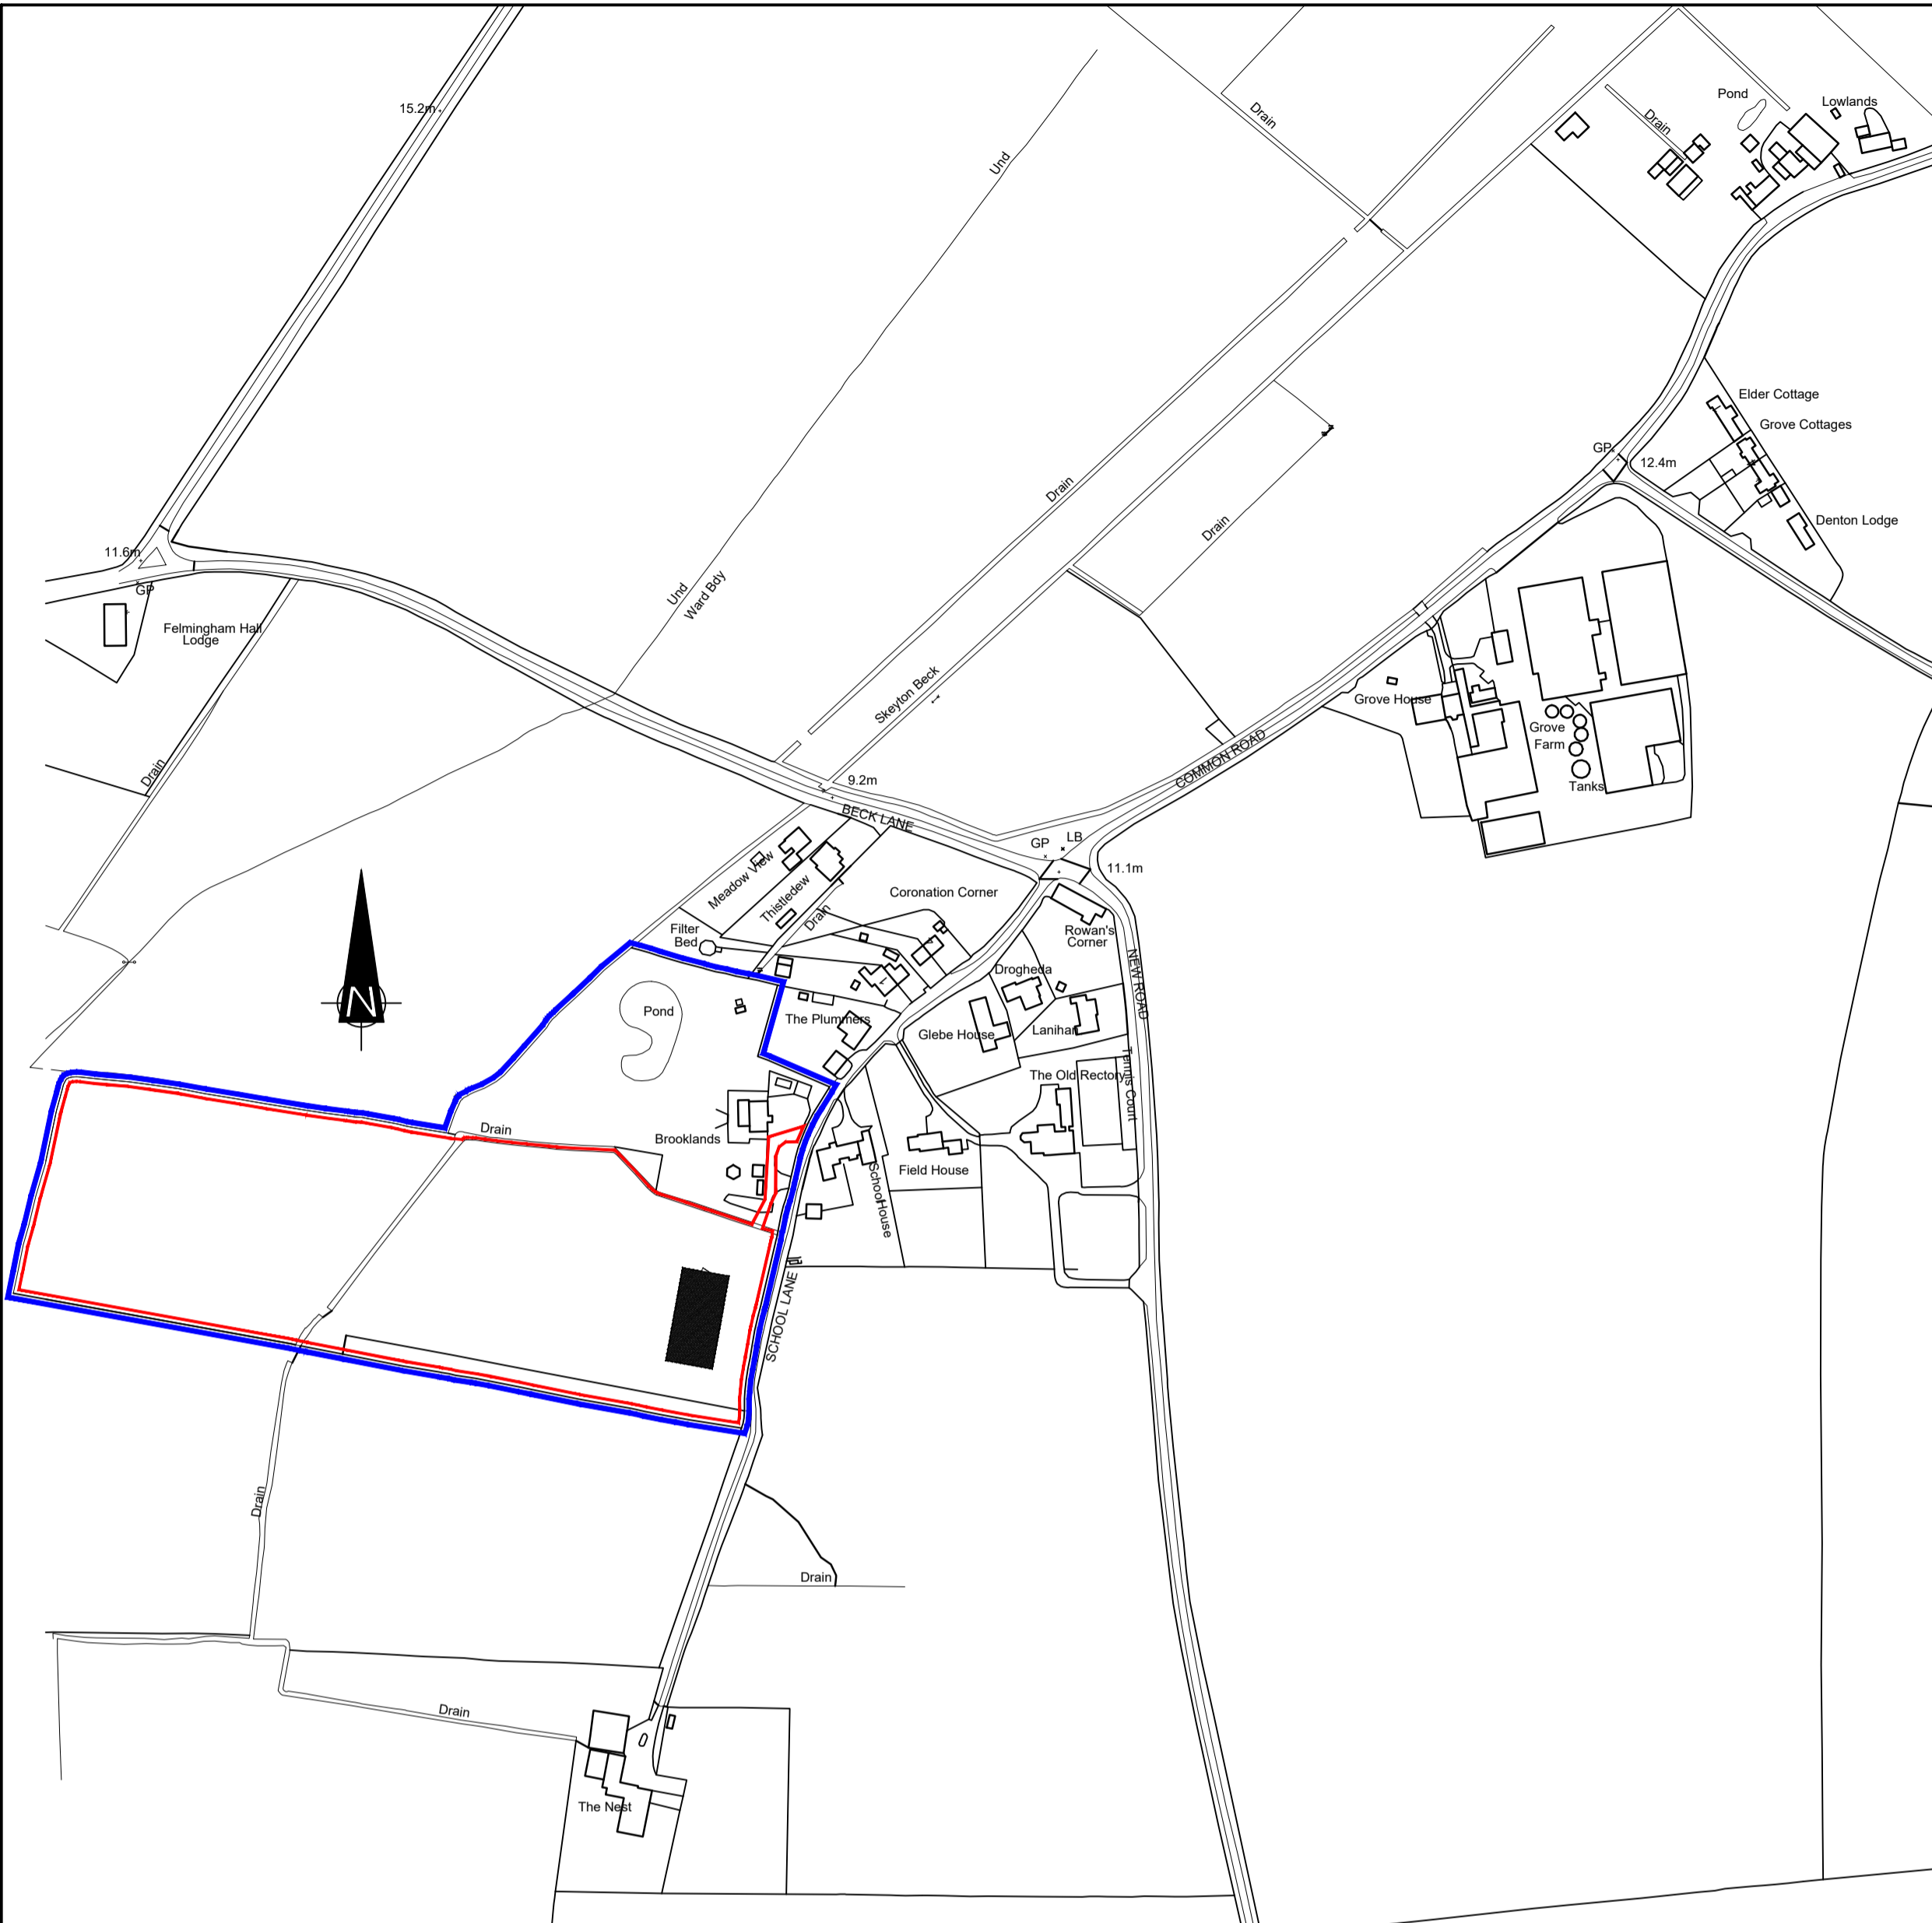 15.2m
Und
Drain
Drain
Pond
Lowlands
Elder Cottage
Grove Cottages
GP
12.4m
Denton Lodge
Drain
Drain
11.6m
GP
Felmingham Hall
Lodge
Und
Ward Bdy
Skeyton Beck
Grove House
Grove
Farm
Tanks
Drain
9.2m
BECK LANE
COMMON ROAD
GP
LB
11.1m
Meadow View
Thistledew
Drain
Coronation Corner
Filter
Bed
Rowan's
Corner
Drogheda
NEW ROAD
N
Pond
The Plummers
Glebe House
Lanihan
The Old Rectory
Tennis Court
Drain
Brooklands
Field House
School House
SCHOOL LANE
Drain
Drain
Drain
The Nest